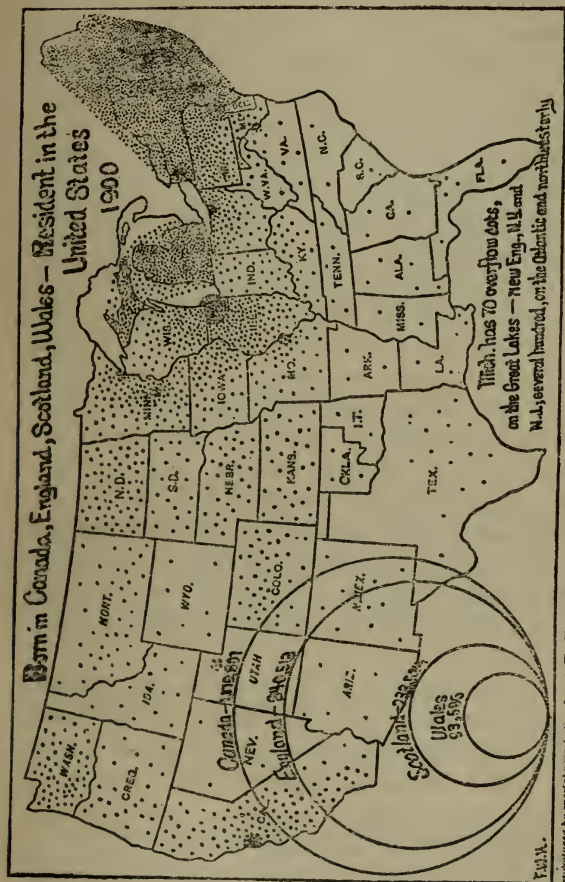 Born in Canada, England, Scotland, Wales — Resident in the
United States
1900
WASH.
OREG.
CAL.
NEV.
IDA.
MONT.
WYO.
UTAH
COLO.
ARIZ.
N.MEX.
N.D.
S.D.
NEBR.
KANS.
OKLA.
I.T.
TEX.
MINN.
IOWA
MO.
ARK.
LA.
WIS.
IND.
KY.
TENN.
MISS.
ALA.
GA.
FLA.
S.C.
N.C.
VA.
W.VA.
Canada
England
Scotland
Wales
93,586
Mich. has 70 overflow dots,
on the Great Lakes — New Eng., N.Y. and
N.J., several hundred, on the Atlantic and northeasterly